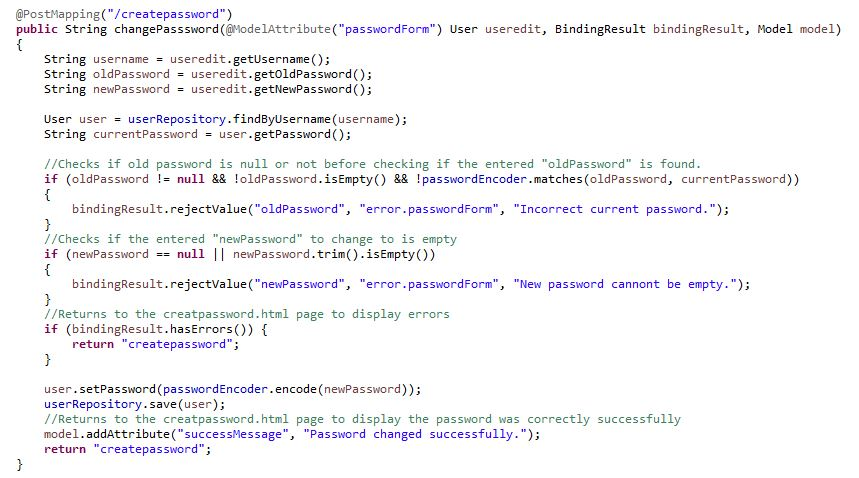 @PostMapping("/createpassword")
public String changePasssword(@ModelAttribute("passwordForm") User useredit, BindingResult bindingResult, Model model)
{
    String username = useredit.getUsername();
    String oldPassword = useredit.getOldPassword();
    String newPassword = useredit.getNewPassword();

    User user = userRepository.findByUsername(username);
    String currentPassword = user.getPassword();

    //Checks if old password is null or not before checking if the entered "oldPassword" is found.
    if (oldPassword != null && !oldPassword.isEmpty() && !passwordEncoder.matches(oldPassword, currentPassword))
    {
        bindingResult.rejectValue("oldPassword", "error.passwordForm", "Incorrect current password.");
    }
    //Checks if the entered "newPassword" to change to is empty
    if (newPassword == null || newPassword.trim().isEmpty())
    {
        bindingResult.rejectValue("newPassword", "error.passwordForm", "New password cannont be empty.");
    }
    //Returns to the creatpassword.html page to display errors
    if (bindingResult.hasErrors()) {
        return "createpassword";
    }

    user.setPassword(passwordEncoder.encode(newPassword));
    userRepository.save(user);
    //Returns to the creatpassword.html page to display the password was correctly successfully
    model.addAttribute("successMessage", "Password changed successfully.");
    return "createpassword";
}